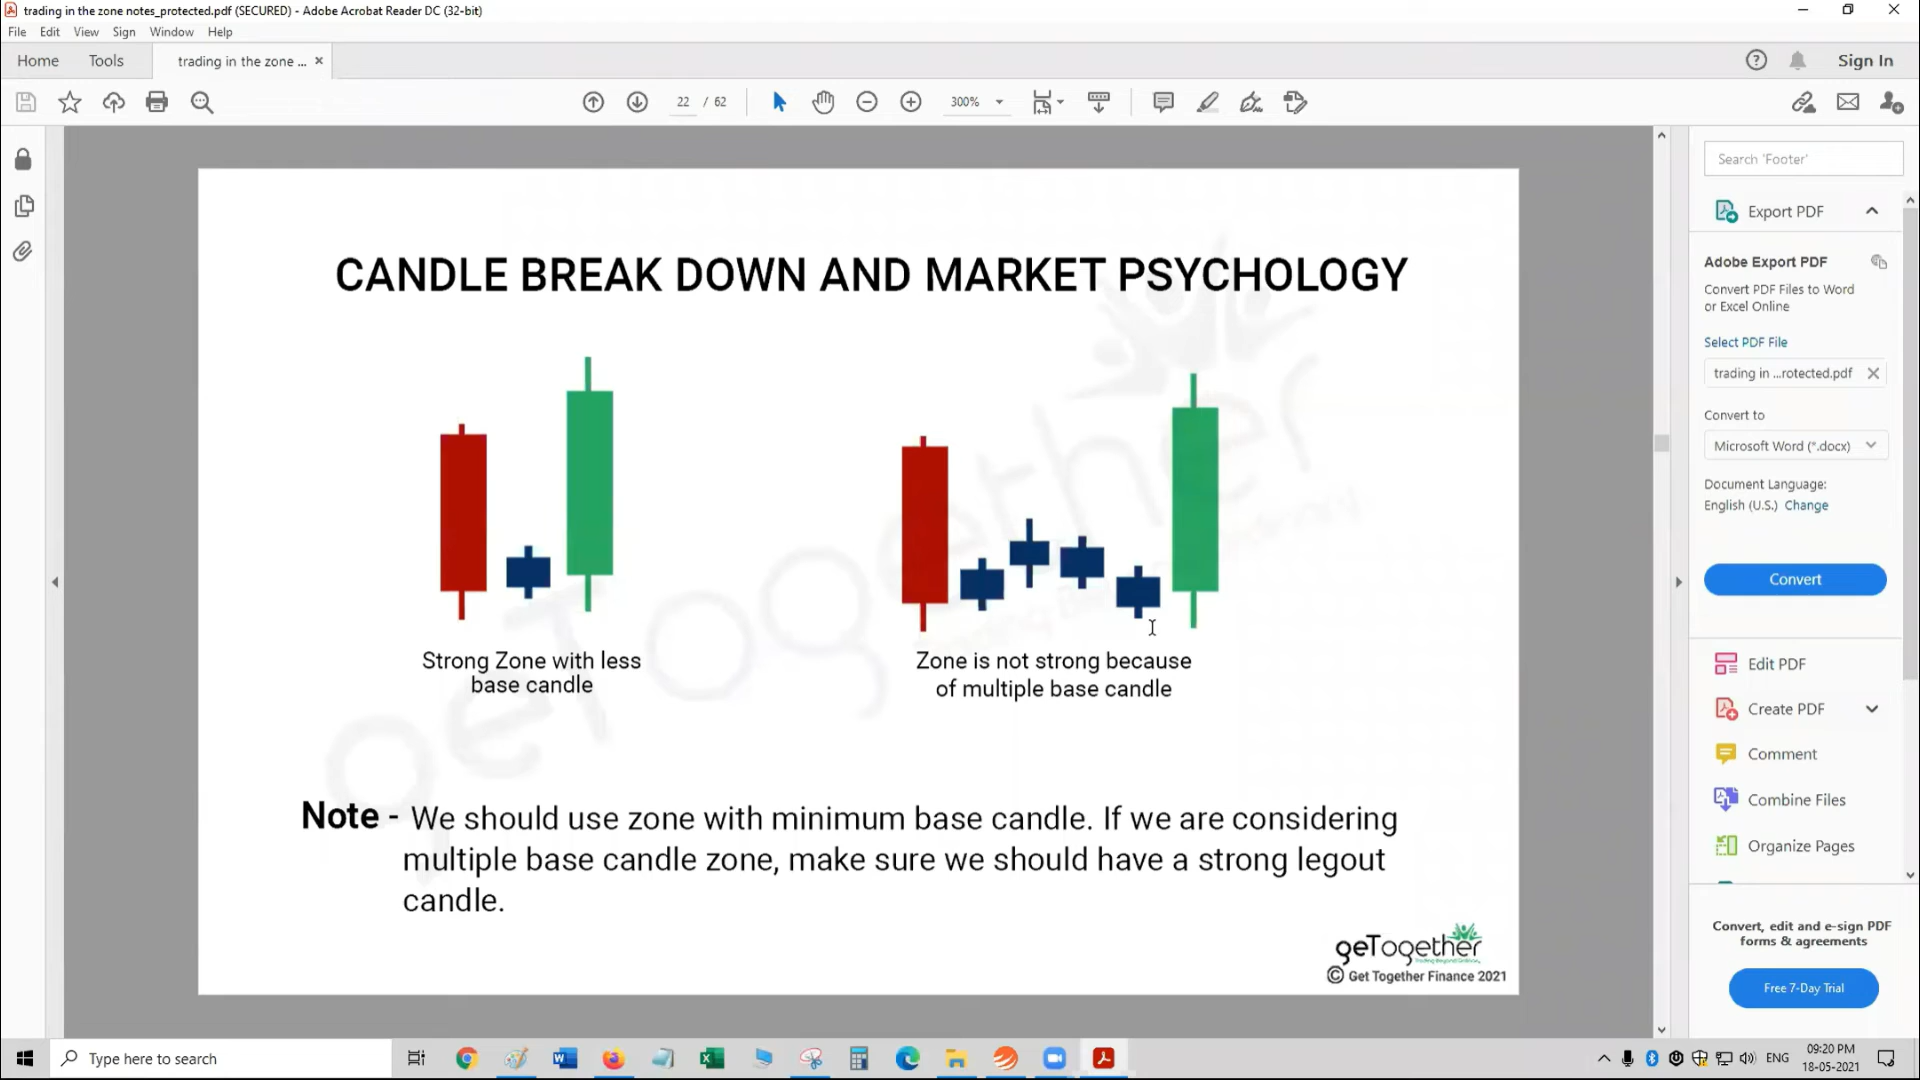 trading in the zone notes_protected.pdf (SECURED) - Adobe Acrobat Reader DC (32-bit)
File Edit View Sign Window Help
Home Tools trading in the zone ... × Sign In
22 / 62 300%
Search 'Footer'
Export PDF
Adobe Export PDF
Convert PDF Files to Word
or Excel Online
Select PDF File
trading in ...rotected.pdf
Convert to
Microsoft Word (*.docx)
Document Language:
English (U.S.) Change
Convert
Edit PDF
Create PDF
Comment
Combine Files
Organize Pages
Convert, edit and e-sign PDF
forms & agreements
Free 7-Day Trial
CANDLE BREAK DOWN AND MARKET PSYCHOLOGY
Strong Zone with less
base candle
Zone is not strong because
of multiple base candle
Note - We should use zone with minimum base candle. If we are considering
multiple base candle zone, make sure we should have a strong legout
candle.
geTogether
© Get Together Finance 2021
geTogether
Type here to search
ENG
09:20 PM
18-05-2021